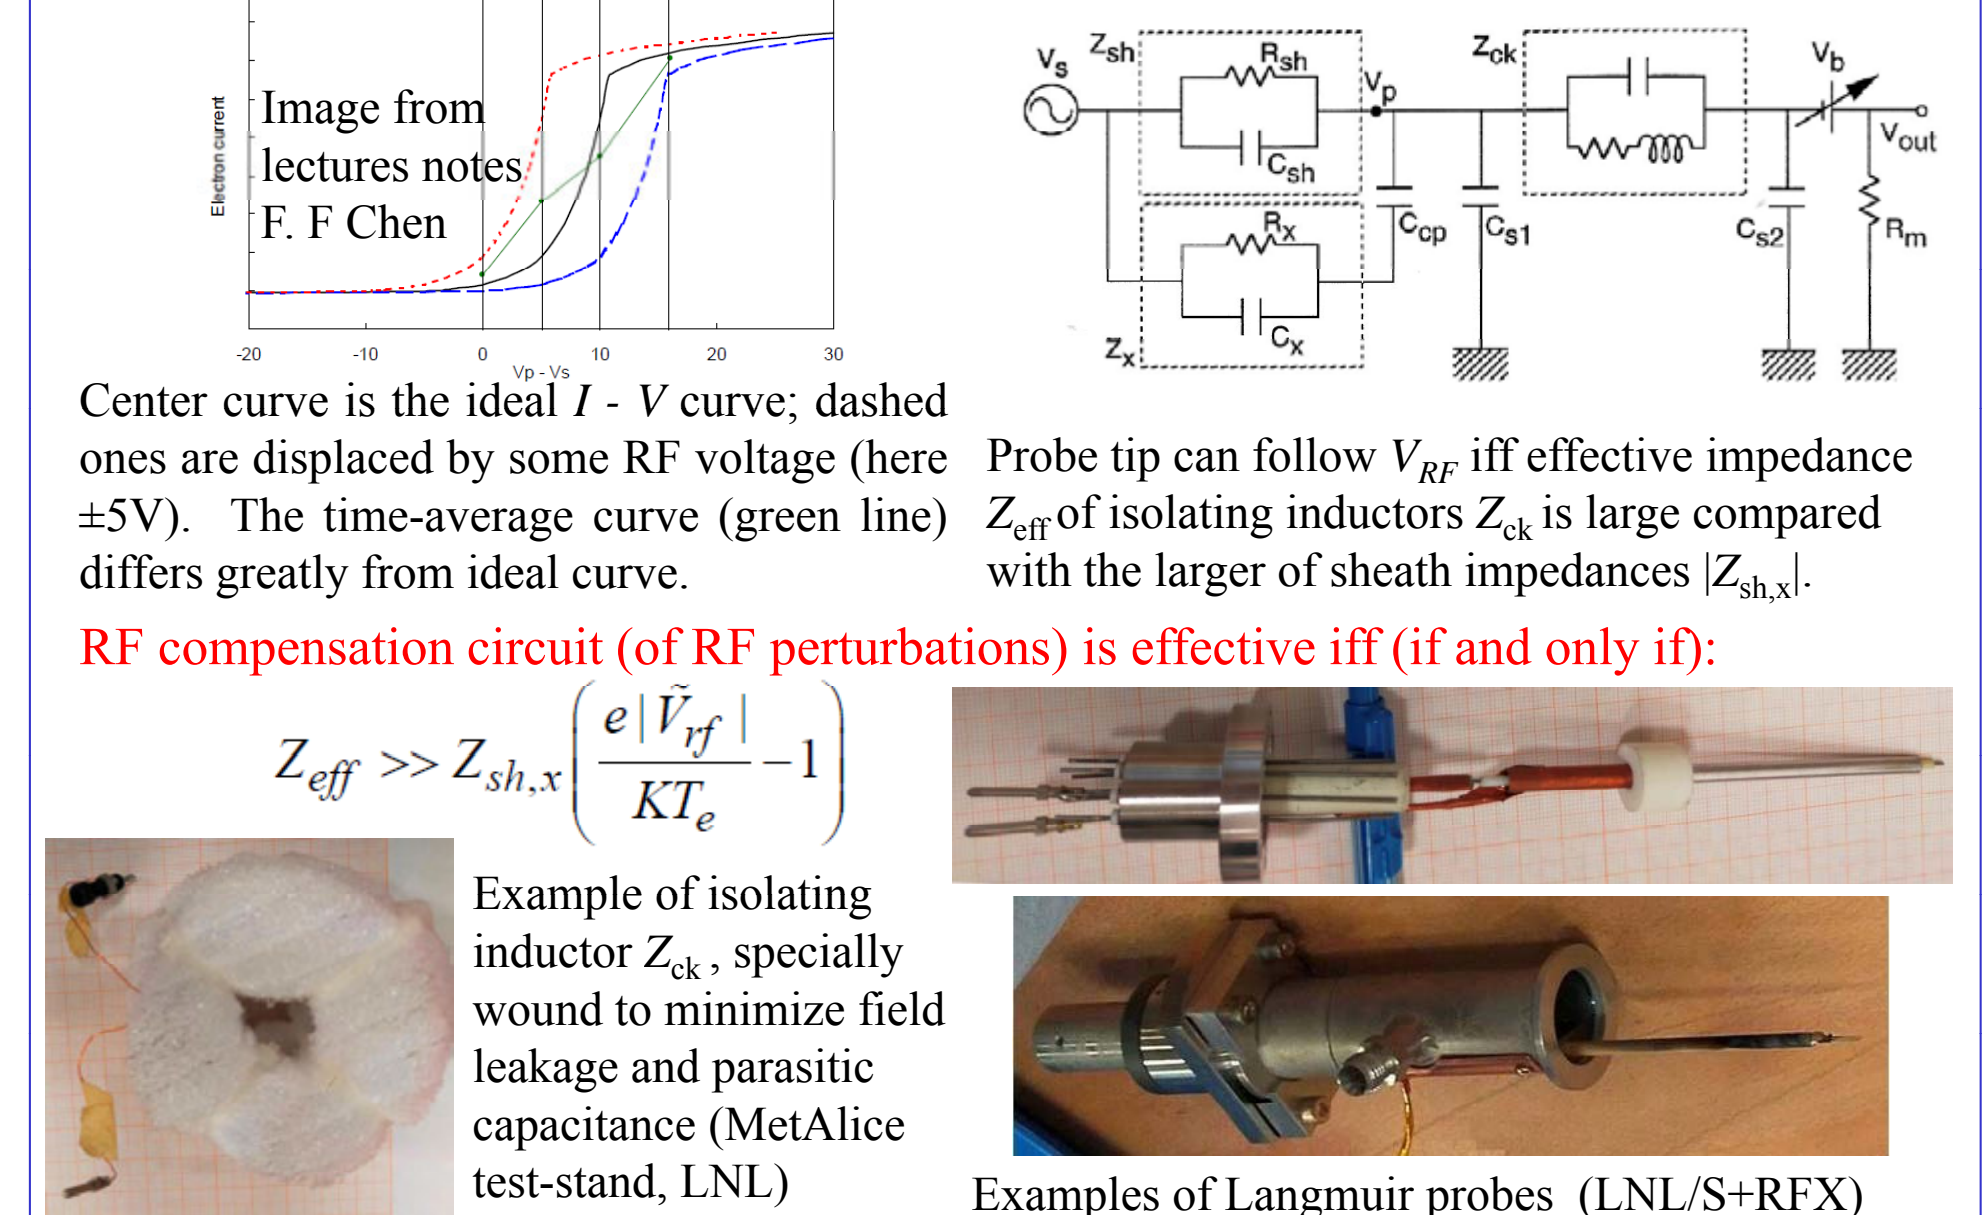 Electron current
Image from
lectures notes
F. F Chen
-20 -10 0 10 20 30
Vp - Vs
Vs
Zsh
Rsh
Csh
Vp
Zck
Vb
Vout
Rx
Cx
Zx
Ccp
Cs1
Cs2
Rm
Center curve is the ideal I - V curve; dashed
ones are displaced by some RF voltage (here
±5V). The time-average curve (green line)
differs greatly from ideal curve.
Probe tip can follow VRF iff effective impedance
Zeff of isolating inductors Zck is large compared
with the larger of sheath impedances |Zsh,x|.
RF compensation circuit (of RF perturbations) is effective iff (if and only if):
Zeff >> Zsh,x ( e | Ṽrf | / KTe − 1 )
Example of isolating
inductor Zck , specially
wound to minimize field
leakage and parasitic
capacitance (MetAlice
test-stand, LNL)
Examples of Langmuir probes (LNL/S+RFX)